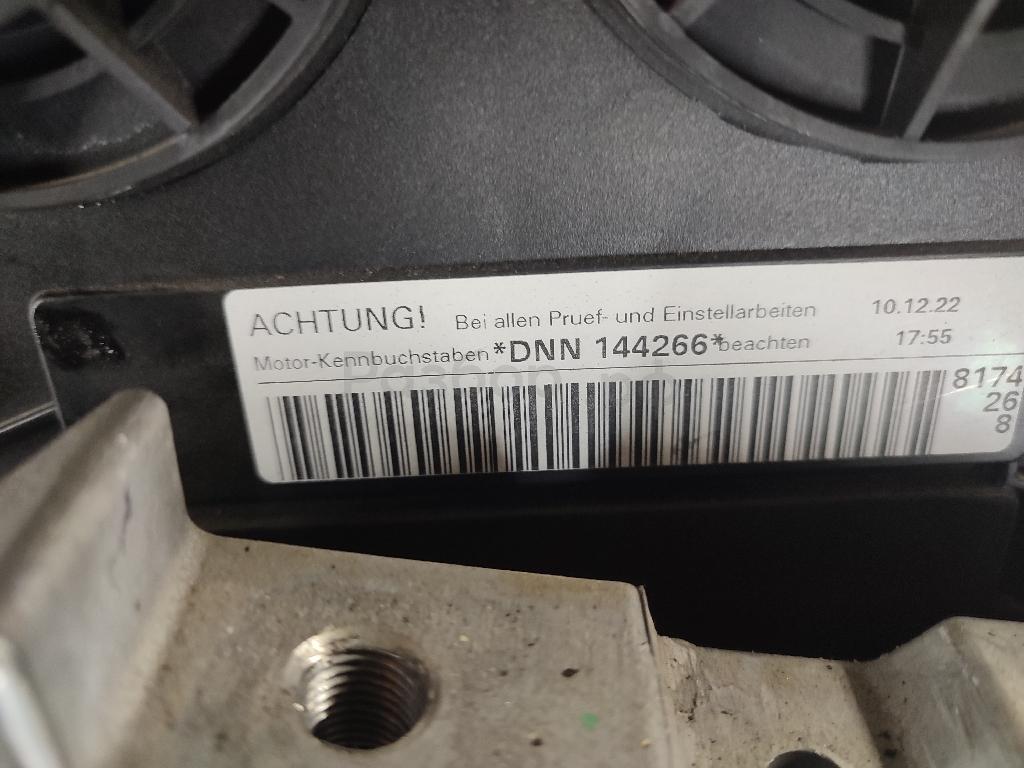 ACHTUNG! Bei allen Pruef- und Einstellarbeiten 10.12.22
Motor-Kennbuchstaben *DNN 144266* beachten 17:55
8174
26
8